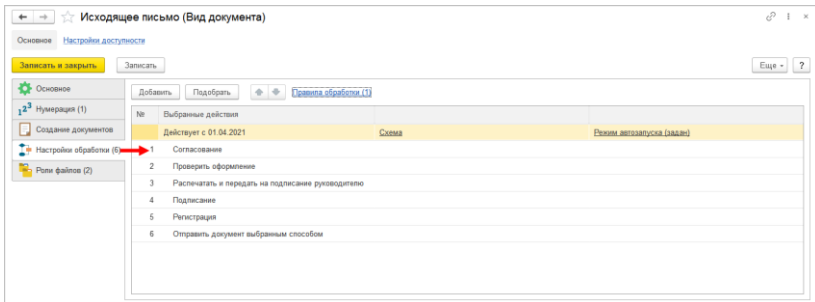 Исходящее письмо (Вид документа)
Основное Настройки доступности
Записать и закрыть Записать Еще ?
Основное
Нумерация (1)
Создание документов
Настройки обработки (6)
Роли файлов (2)
Добавить Подобрать Правила обработки (1)
№ Выбранные действия
Действует с 01.04.2021 Схема Режим автозапуска (задан)
1 Согласование
2 Проверить оформление
3 Распечатать и передать на подписание руководителю
4 Подписание
5 Регистрация
6 Отправить документ выбранным способом